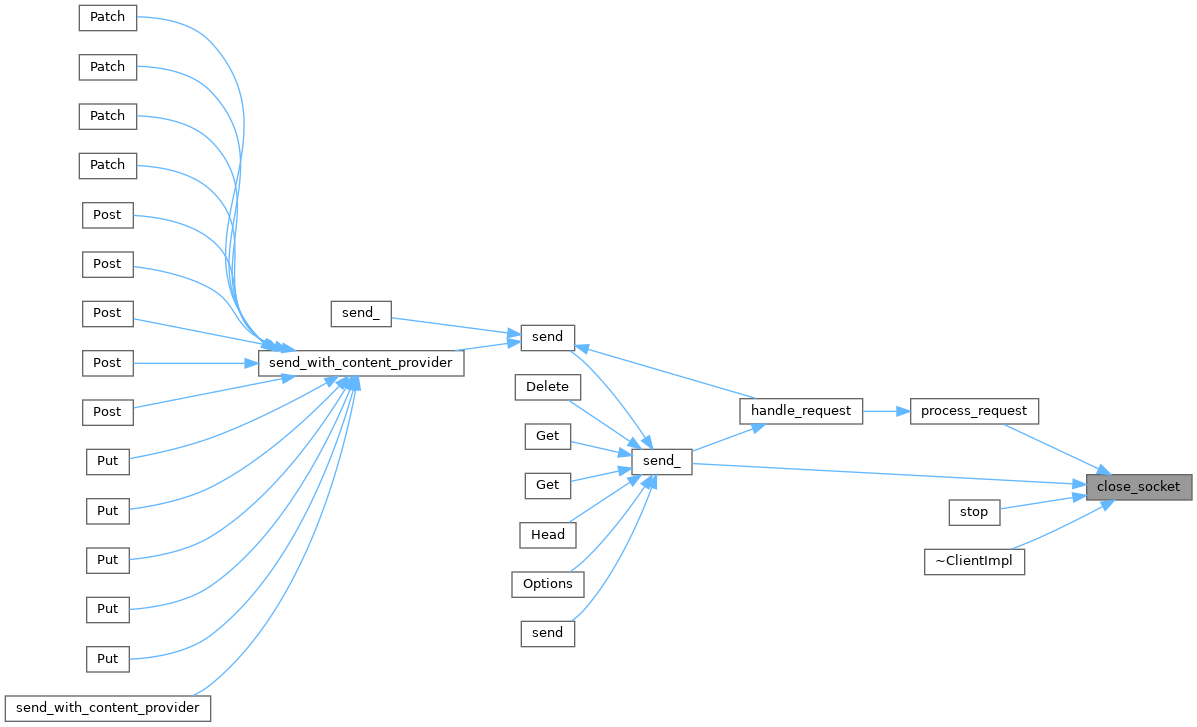 Patch
Patch
Patch
Patch
Post
Post
Post
Post
Post
Put
Put
Put
Put
Put
send_with_content_provider
send_
send_with_content_provider
send
Delete
Get
Get
Head
Options
send
send_
handle_request
process_request
close_socket
stop
~ClientImpl